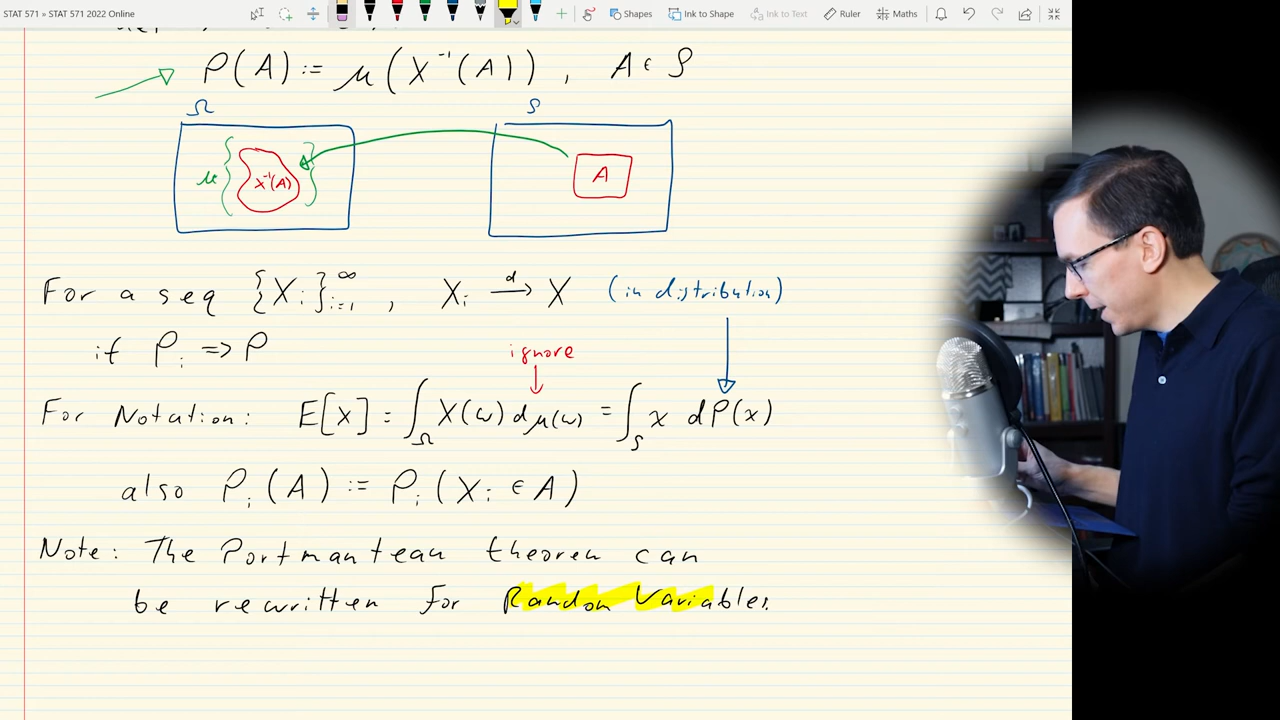 STAT 571 » STAT 571 2022 Online
Shapes Ink to Shape Ink to Text Ruler Maths
P(A) := μ(X⁻¹(A)) , A ∈ S
Ω S
μ { X⁻¹(A) } A
For a seq {Xᵢ}ᵢ₌₁^∞ , Xᵢ →ᵈ X (in distribution)
if Pᵢ => P
ignore
For Notation: E[X] = ∫_Ω X(ω) dμ(ω) = ∫_S x dP(x)
also Pᵢ(A) := Pᵢ(Xᵢ ∈ A)
Note: The Portmanteau theorem can
be rewritten for Random Variables.